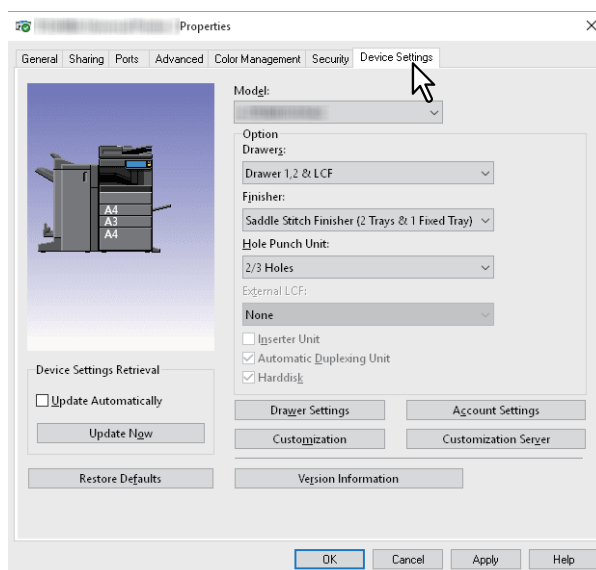 Properties
General Sharing Ports Advanced Color Management Security Device Settings
Model:
Option
Drawers:
Drawer 1,2 & LCF
Finisher:
Saddle Stitch Finisher (2 Trays & 1 Fixed Tray)
Hole Punch Unit:
2/3 Holes
External LCF:
None
Inserter Unit
Automatic Duplexing Unit
Harddisk
A4
A3
A4
Device Settings Retrieval
Update Automatically
Update Now
Restore Defaults
Drawer Settings Account Settings
Customization Customization Server
Version Information
OK Cancel Apply Help